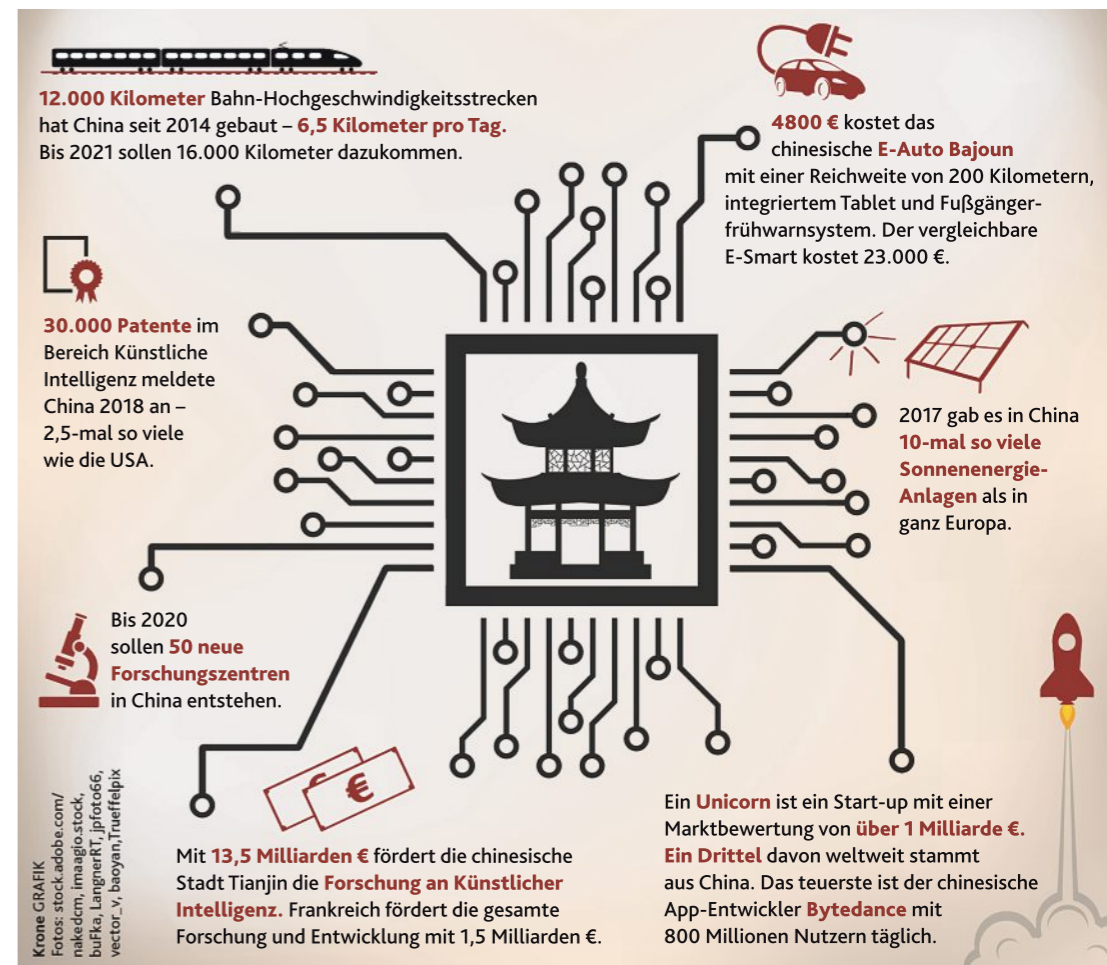 12.000 Kilometer Bahn-Hochgeschwindigkeitsstrecken
hat China seit 2014 gebaut – 6,5 Kilometer pro Tag.
Bis 2021 sollen 16.000 Kilometer dazukommen.
4800 € kostet das
chinesische E-Auto Bajoun
mit einer Reichweite von 200 Kilometern,
integriertem Tablet und Fußgänger-
frühwarnsystem. Der vergleichbare
E-Smart kostet 23.000 €.
30.000 Patente im
Bereich Künstliche
Intelligenz meldete
China 2018 an –
2,5-mal so viele
wie die USA.
2017 gab es in China
10-mal so viele
Sonnenenergie-
Anlagen als in
ganz Europa.
Bis 2020
sollen 50 neue
Forschungszentren
in China entstehen.
€
€
Mit 13,5 Milliarden € fördert die chinesische
Stadt Tianjin die Forschung an Künstlicher
Intelligenz. Frankreich fördert die gesamte
Forschung und Entwicklung mit 1,5 Milliarden €.
Ein Unicorn ist ein Start-up mit einer
Marktbewertung von über 1 Milliarde €.
Ein Drittel davon weltweit stammt
aus China. Das teuerste ist der chinesische
App-Entwickler Bytedance mit
800 Millionen Nutzern täglich.
Krone GRAFIK
Fotos: stock.adobe.com/
nakedcm, imaagio.stock,
buFka, LangnerRT, jpfoto66,
vector_v, baoyan,Trueffelpix